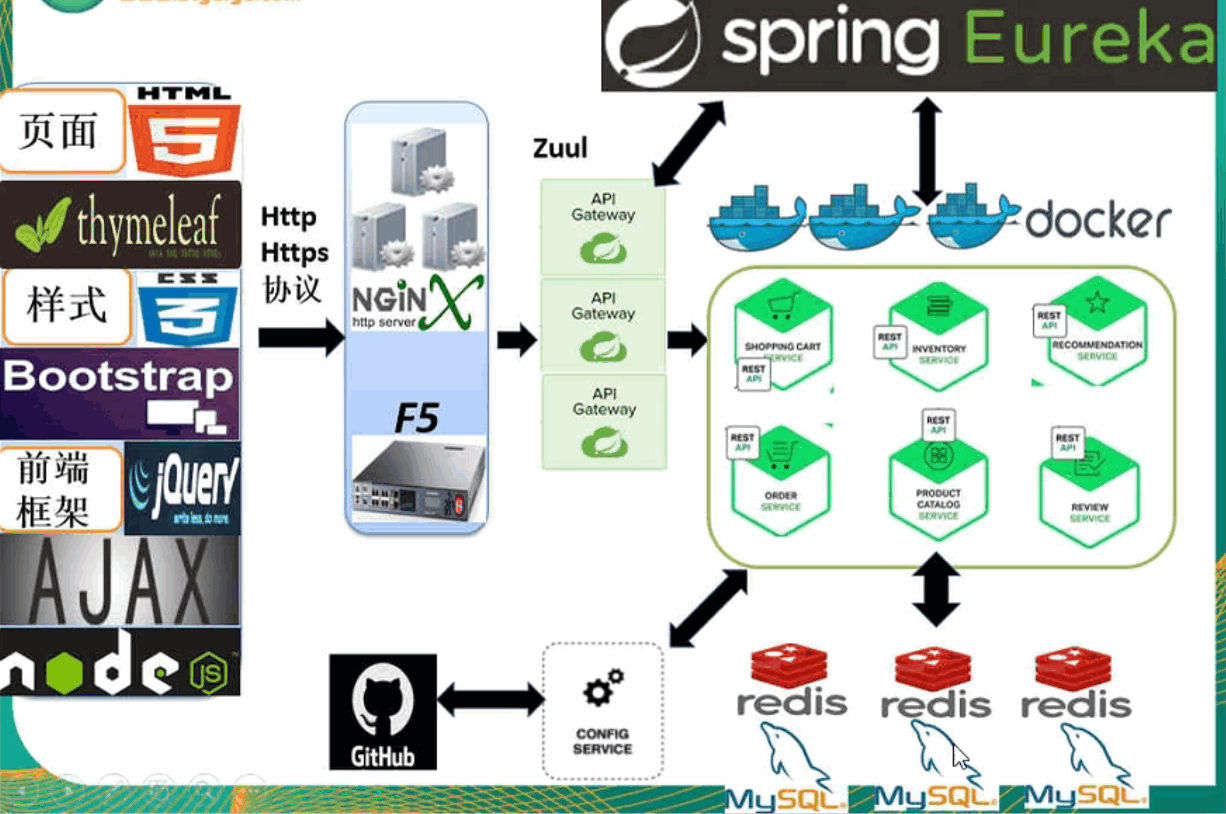 spring Eureka
页面
HTML
5
thymeleaf
样式
CSS
3
Bootstrap
前端
框架
jQuery
write less, do more.
AJAX
node
JS
Http
Https
协议
NGiNX
http server
F5
Zuul
API
Gateway
API
Gateway
API
Gateway
docker
SHOPPING CART
SERVICE
REST
API
REST
API
INVENTORY
SERVICE
REST
API
RECOMMENDATION
SERVICE
REST
API
ORDER
SERVICE
REST
API
PRODUCT
CATALOG
SERVICE
REST
API
REVIEW
SERVICE
GitHub
CONFIG
SERVICE
redis
redis
redis
MySQL
MySQL
MySQL